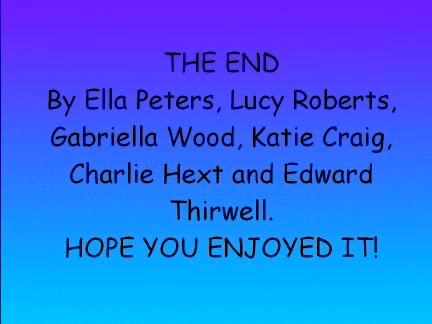 THE END
By Ella Peters, Lucy Roberts,
Gabriella Wood, Katie Craig,
Charlie Hext and Edward
Thirwell.
HOPE YOU ENJOYED IT!